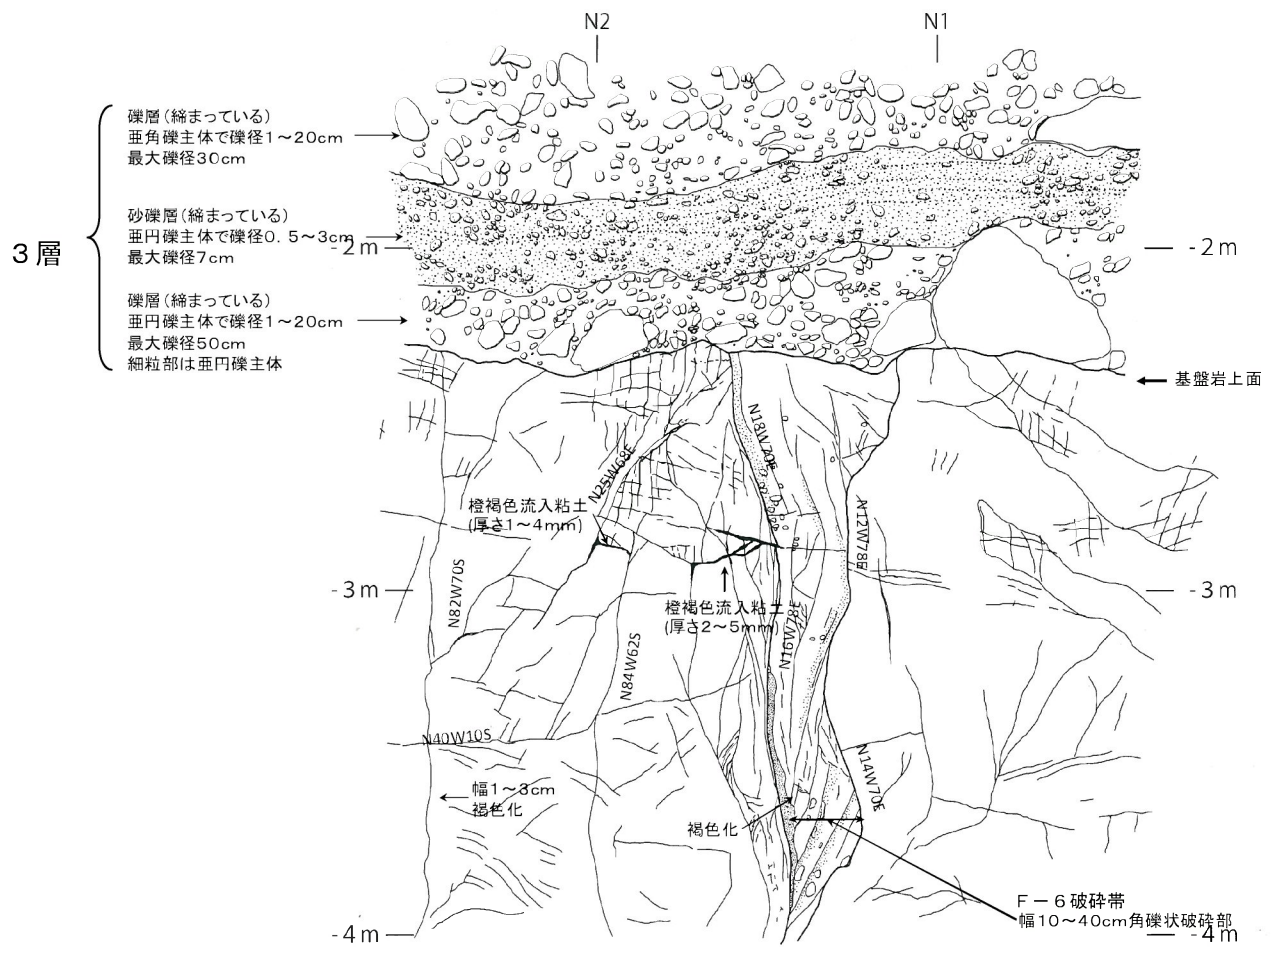 N2
N1
礫層（締まっている）
亜角礫主体で礫径1～20cm
最大礫径30cm
砂礫層（締まっている）
亜円礫主体で礫径0．5～3cm
最大礫径7cm
３層
-2m
-2m
礫層（締まっている）
亜円礫主体で礫径1～20cm
最大礫径50cm
細粒部は亜円礫主体
基盤岩上面
N18W70E
N25W68E
橙褐色流入粘土
(厚さ1～4mm)
N12W78E
-3m
-3m
N82W70S
橙褐色流入粘土
(厚さ2～5mm)
N16W78E
N84W62S
N40W10S
N14W70E
幅1～3cm
褐色化
褐色化
Ｆ－６破砕帯
幅10～40cm角礫状破砕部
-4m
-4m